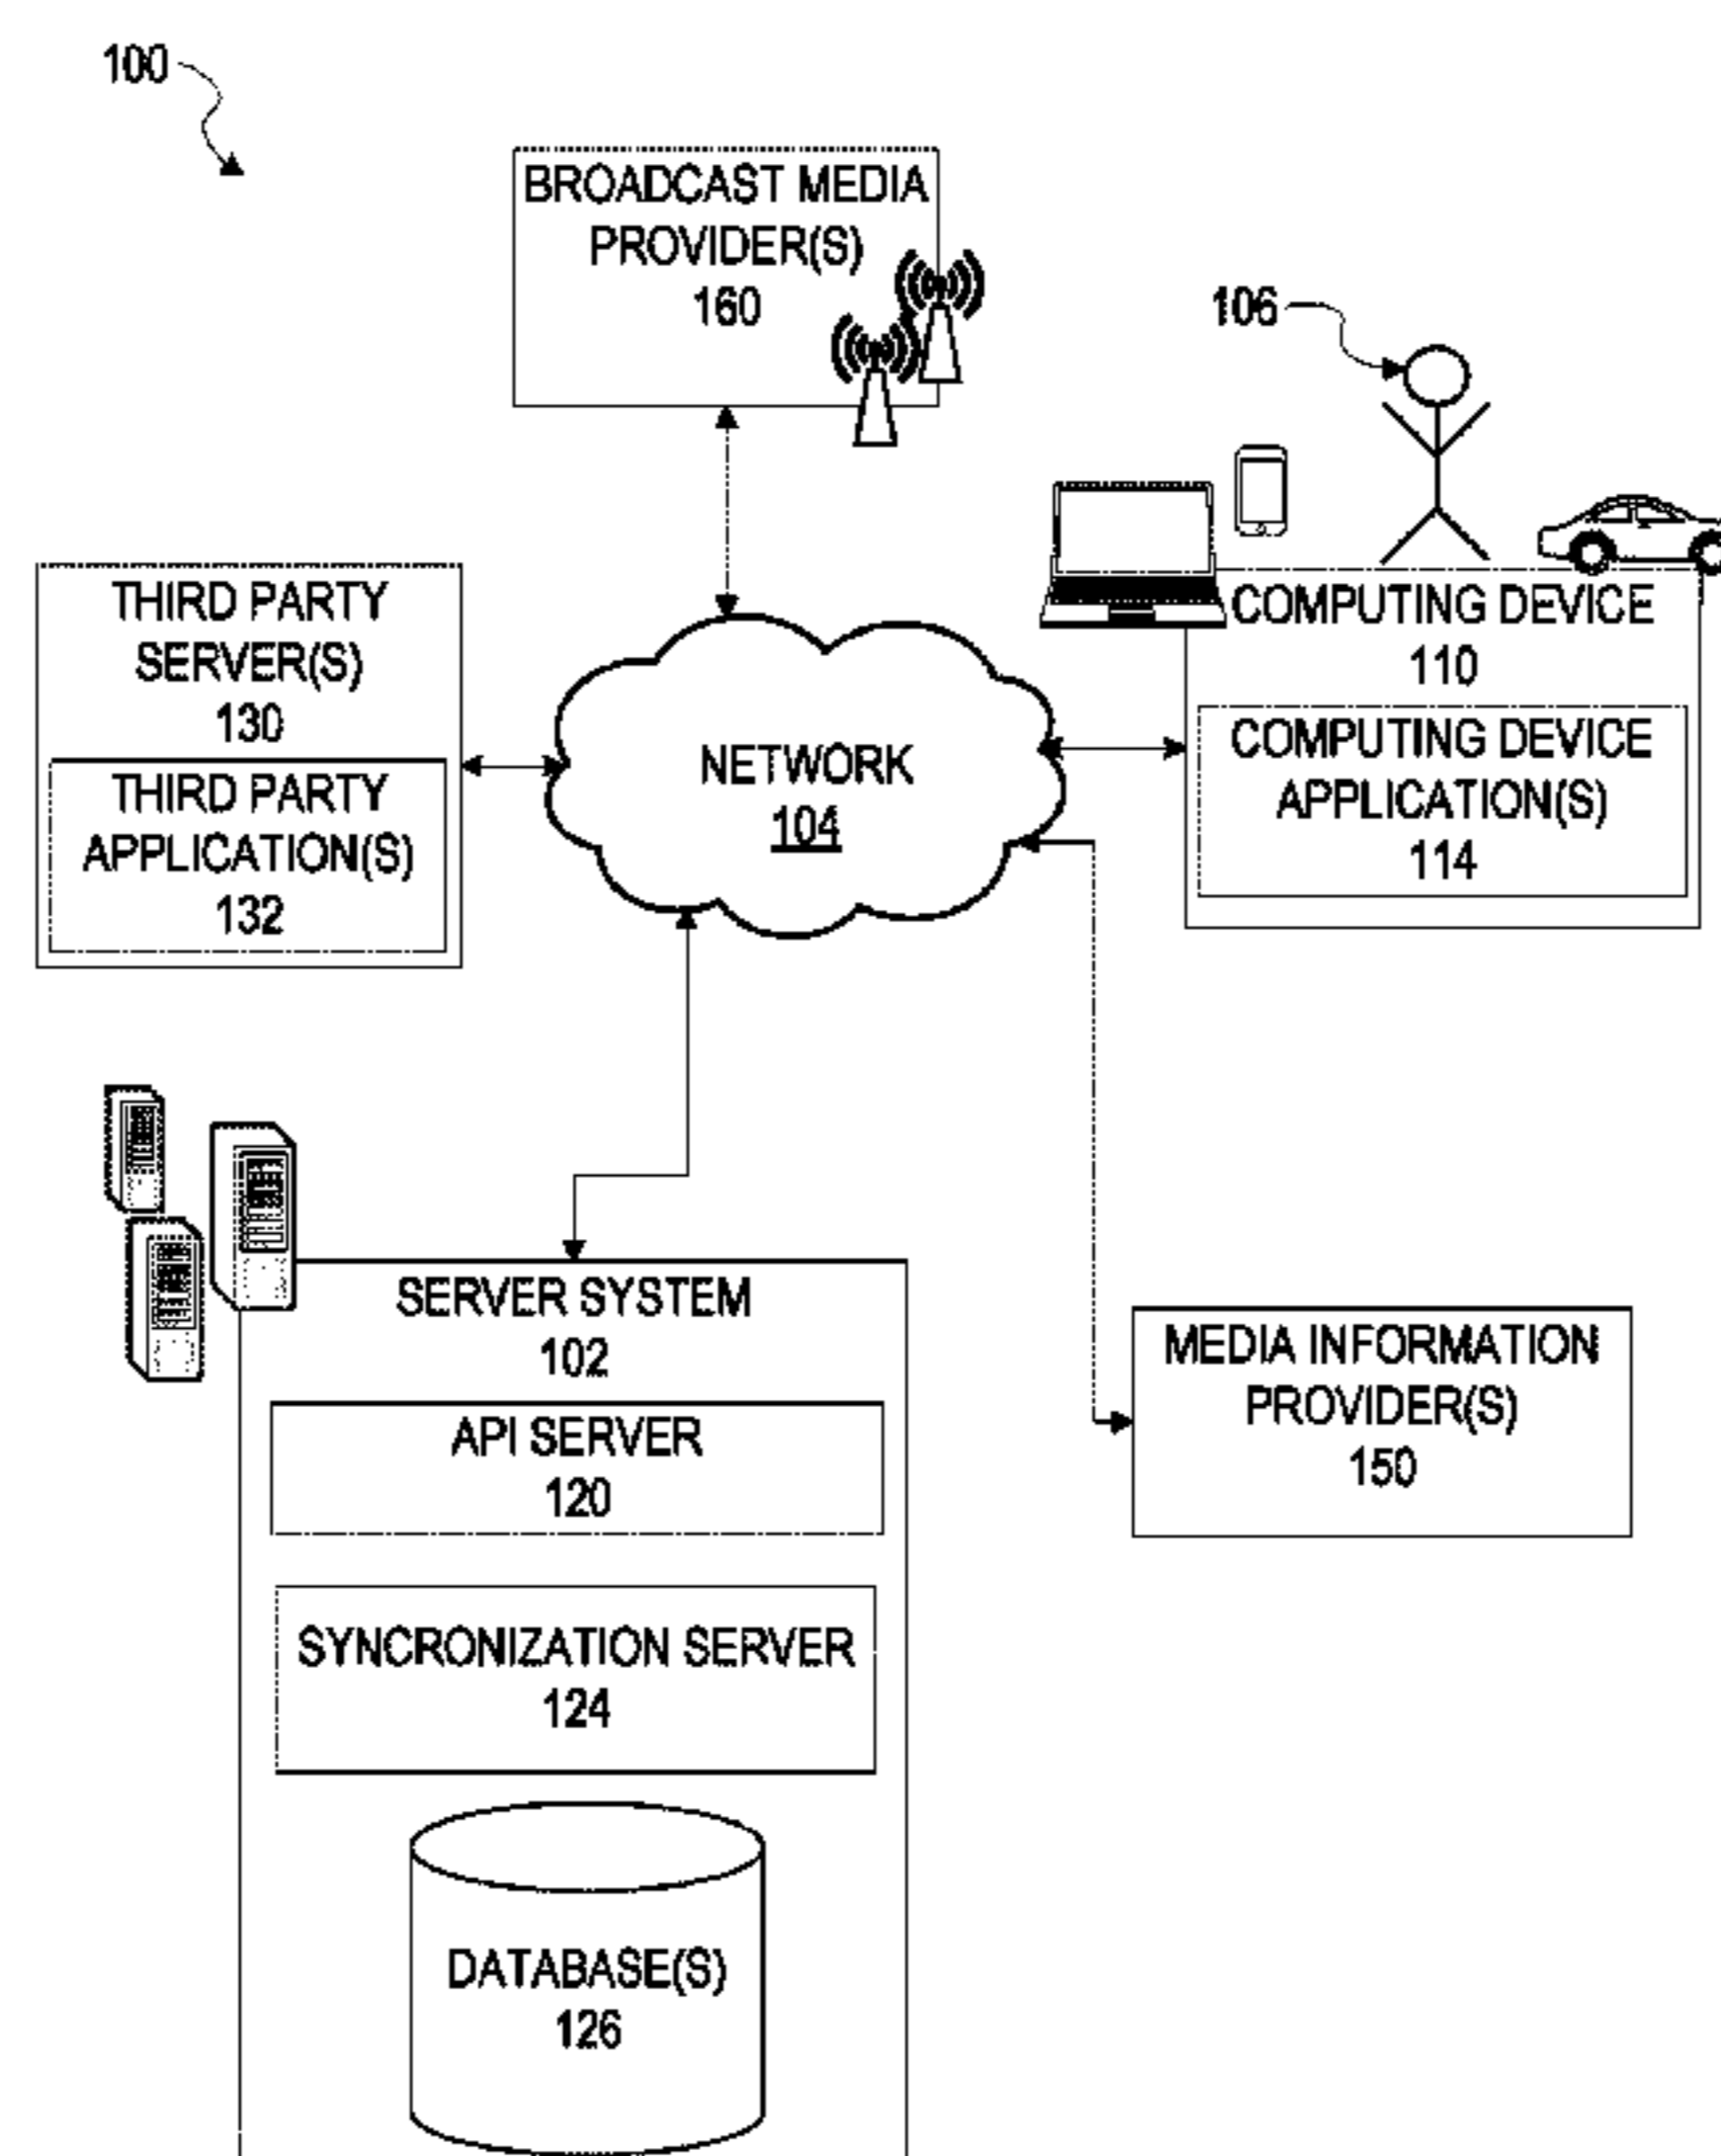 100
BROADCAST MEDIA
PROVIDER(S)
160
106
THIRD PARTY
SERVER(S)
130
THIRD PARTY
APPLICATION(S)
132
NETWORK
104
COMPUTING DEVICE
110
COMPUTING DEVICE
APPLICATION(S)
114
SERVER SYSTEM
102
API SERVER
120
SYNCRONIZATION SERVER
124
DATABASE(S)
126
MEDIA INFORMATION
PROVIDER(S)
150